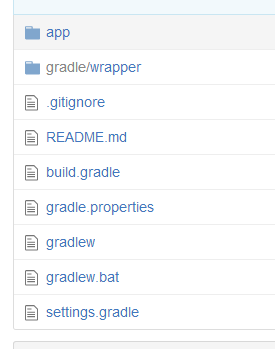 app
gradle/wrapper
.gitignore
README.md
build.gradle
gradle.properties
gradlew
gradlew.bat
settings.gradle